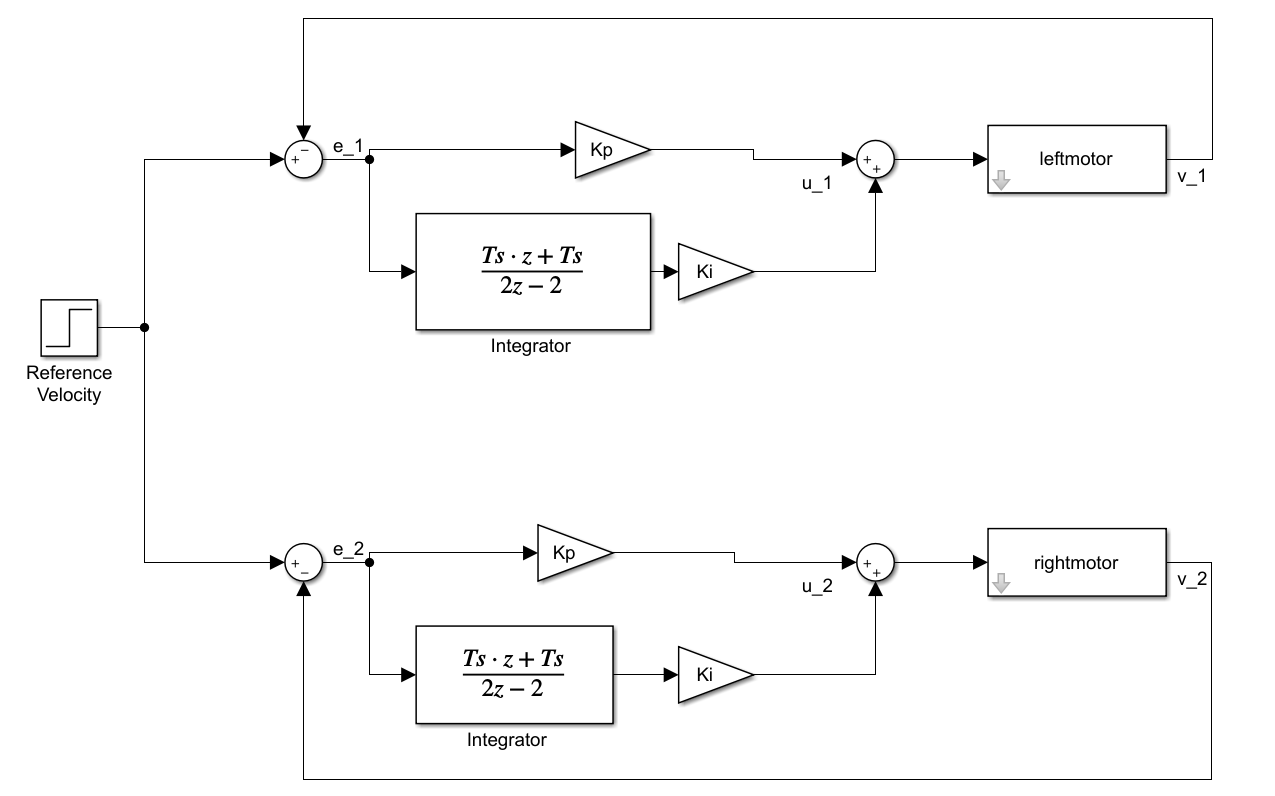 e_1
Kp
u_1
leftmotor
v_1
Ts · z + Ts
2z − 2
Ki
Integrator
Reference
Velocity
e_2
Kp
u_2
rightmotor
v_2
Ts · z + Ts
2z − 2
Ki
Integrator